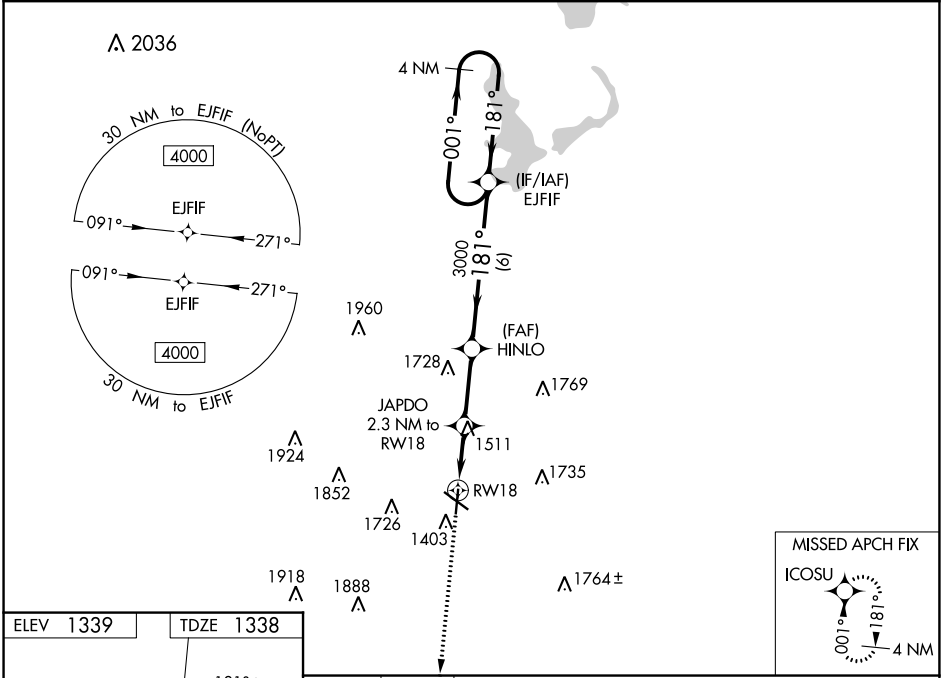 2036
4 NM
001°
181°
(IF/IAF)
EJFIF
30 NM to EJFIF (NoPT)
4000
EJFIF
091°
271°
091°
271°
EJFIF
4000
30 NM to EJFIF
3000
181°
(6)
1960
(FAF)
HINLO
1728
1769
JAPDO
2.3 NM to
RW18
1511
1924
1852
1735
RW18
1726
1403
1918
1888
1764±
MISSED APCH FIX
ICOSU
001°
181°
4 NM
ELEV 1339
TDZE 1338